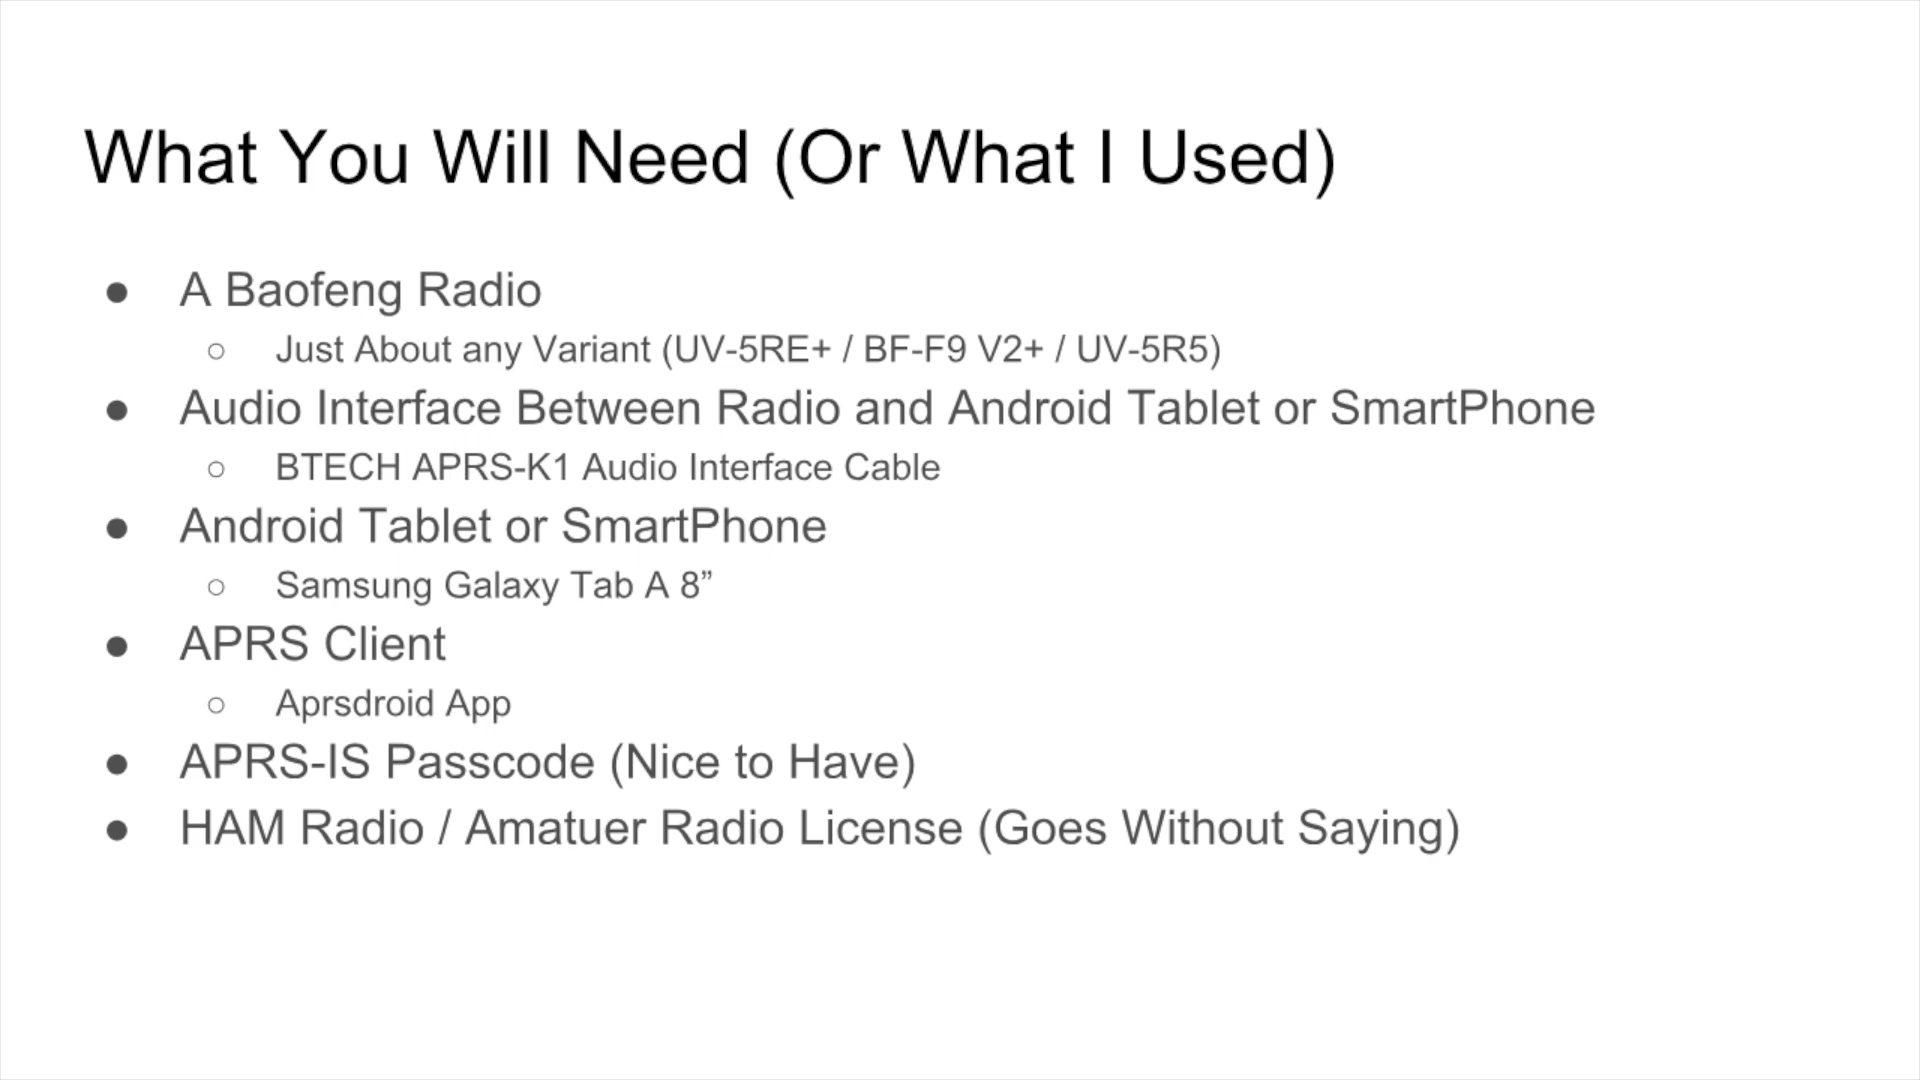 What You Will Need (Or What I Used)
● A Baofeng Radio
○ Just About any Variant (UV-5RE+ / BF-F9 V2+ / UV-5R5)
● Audio Interface Between Radio and Android Tablet or SmartPhone
○ BTECH APRS-K1 Audio Interface Cable
● Android Tablet or SmartPhone
○ Samsung Galaxy Tab A 8”
● APRS Client
○ Aprsdroid App
● APRS-IS Passcode (Nice to Have)
● HAM Radio / Amatuer Radio License (Goes Without Saying)